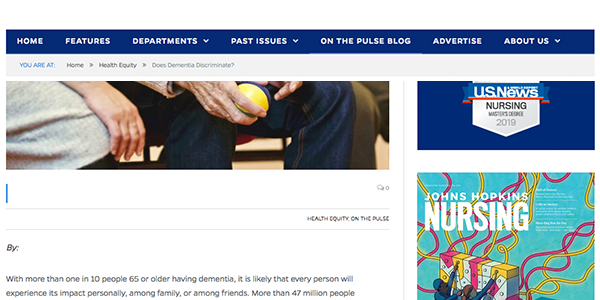 HOME FEATURES DEPARTMENTS PAST ISSUES ON THE PULSE BLOG ADVERTISE ABOUT US
YOU ARE AT: Home » Health Equity » Does Dementia Discriminate?
U.S.News
NURSING
MASTER'S DEGREE
2019
0
HEALTH EQUITY, ON THE PULSE
By:
With more than one in 10 people 65 or older having dementia, it is likely that every person will
experience its impact personally, among family, or among friends. More than 47 million people
JOHNS HOPKINS
NURSING